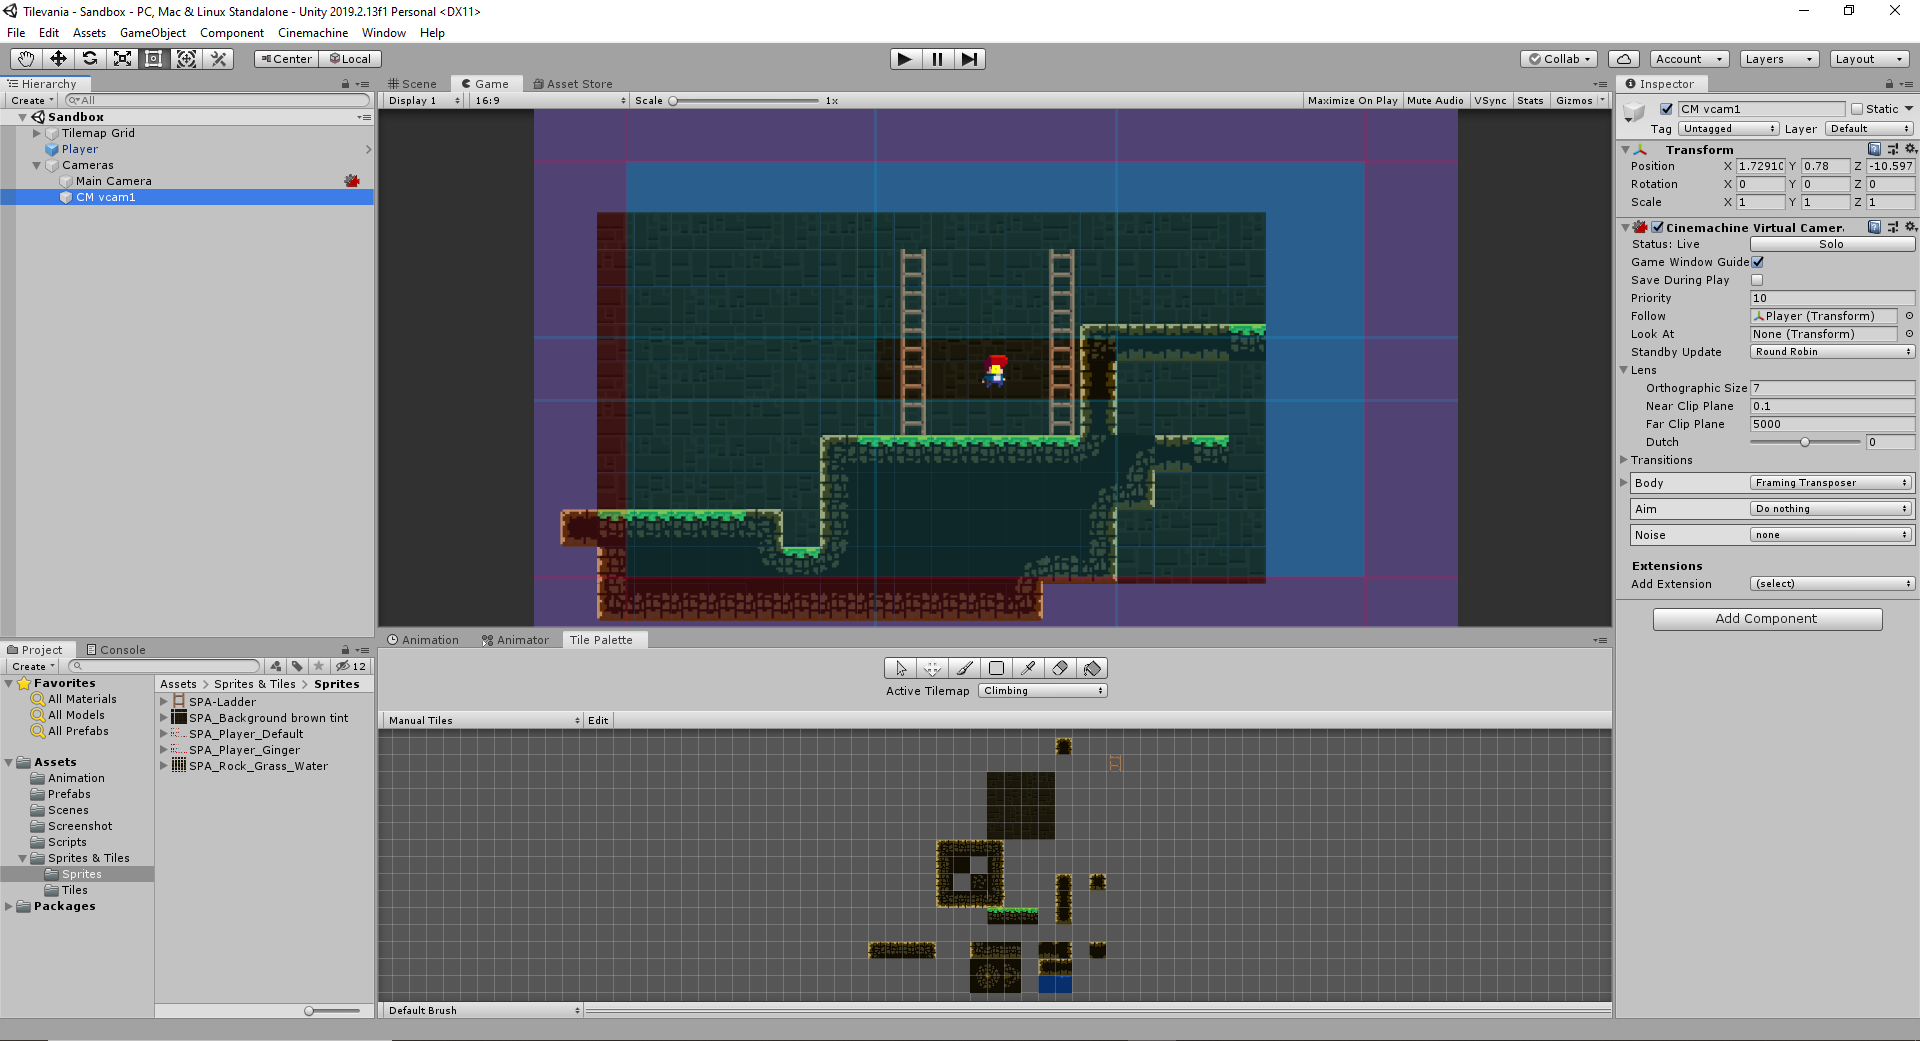 Tilevania - Sandbox - PC, Mac & Linux Standalone - Unity 2019.2.13f1 Personal <DX11>
File Edit Assets GameObject Component Cinemachine Window Help
Center Local Collab Account Layers Layout
Hierarchy
Create All
Sandbox
Tilemap Grid
Player
Cameras
Main Camera
CM vcam1
Scene Game Asset Store
Display 1 16:9 Scale 1x Maximize On Play Mute Audio VSync Stats Gizmos
Inspector
CM vcam1 Static
Tag Untagged Layer Default
Transform
Position X 1.7291( Y 0.78 Z -10.597
Rotation X 0 Y 0 Z 0
Scale X 1 Y 1 Z 1
Cinemachine Virtual Camer
Status: Live Solo
Game Window Guide
Save During Play
Priority 10
Follow Player (Transform)
Look At None (Transform)
Standby Update Round Robin
Lens
Orthographic Size 7
Near Clip Plane 0.1
Far Clip Plane 5000
Dutch 0
Transitions
Body Framing Transposer
Aim Do nothing
Noise none
Extensions
Add Extension (select)
Add Component
Project Console
Create 12
Favorites
All Materials
All Models
All Prefabs
Assets
Animation
Prefabs
Scenes
Screenshot
Scripts
Sprites & Tiles
Sprites
Tiles
Packages
Assets > Sprites & Tiles > Sprites
SPA-Ladder
SPA_Background brown tint
SPA_Player_Default
SPA_Player_Ginger
SPA_Rock_Grass_Water
Animation Animator Tile Palette
Active Tilemap Climbing
Manual Tiles Edit
Default Brush